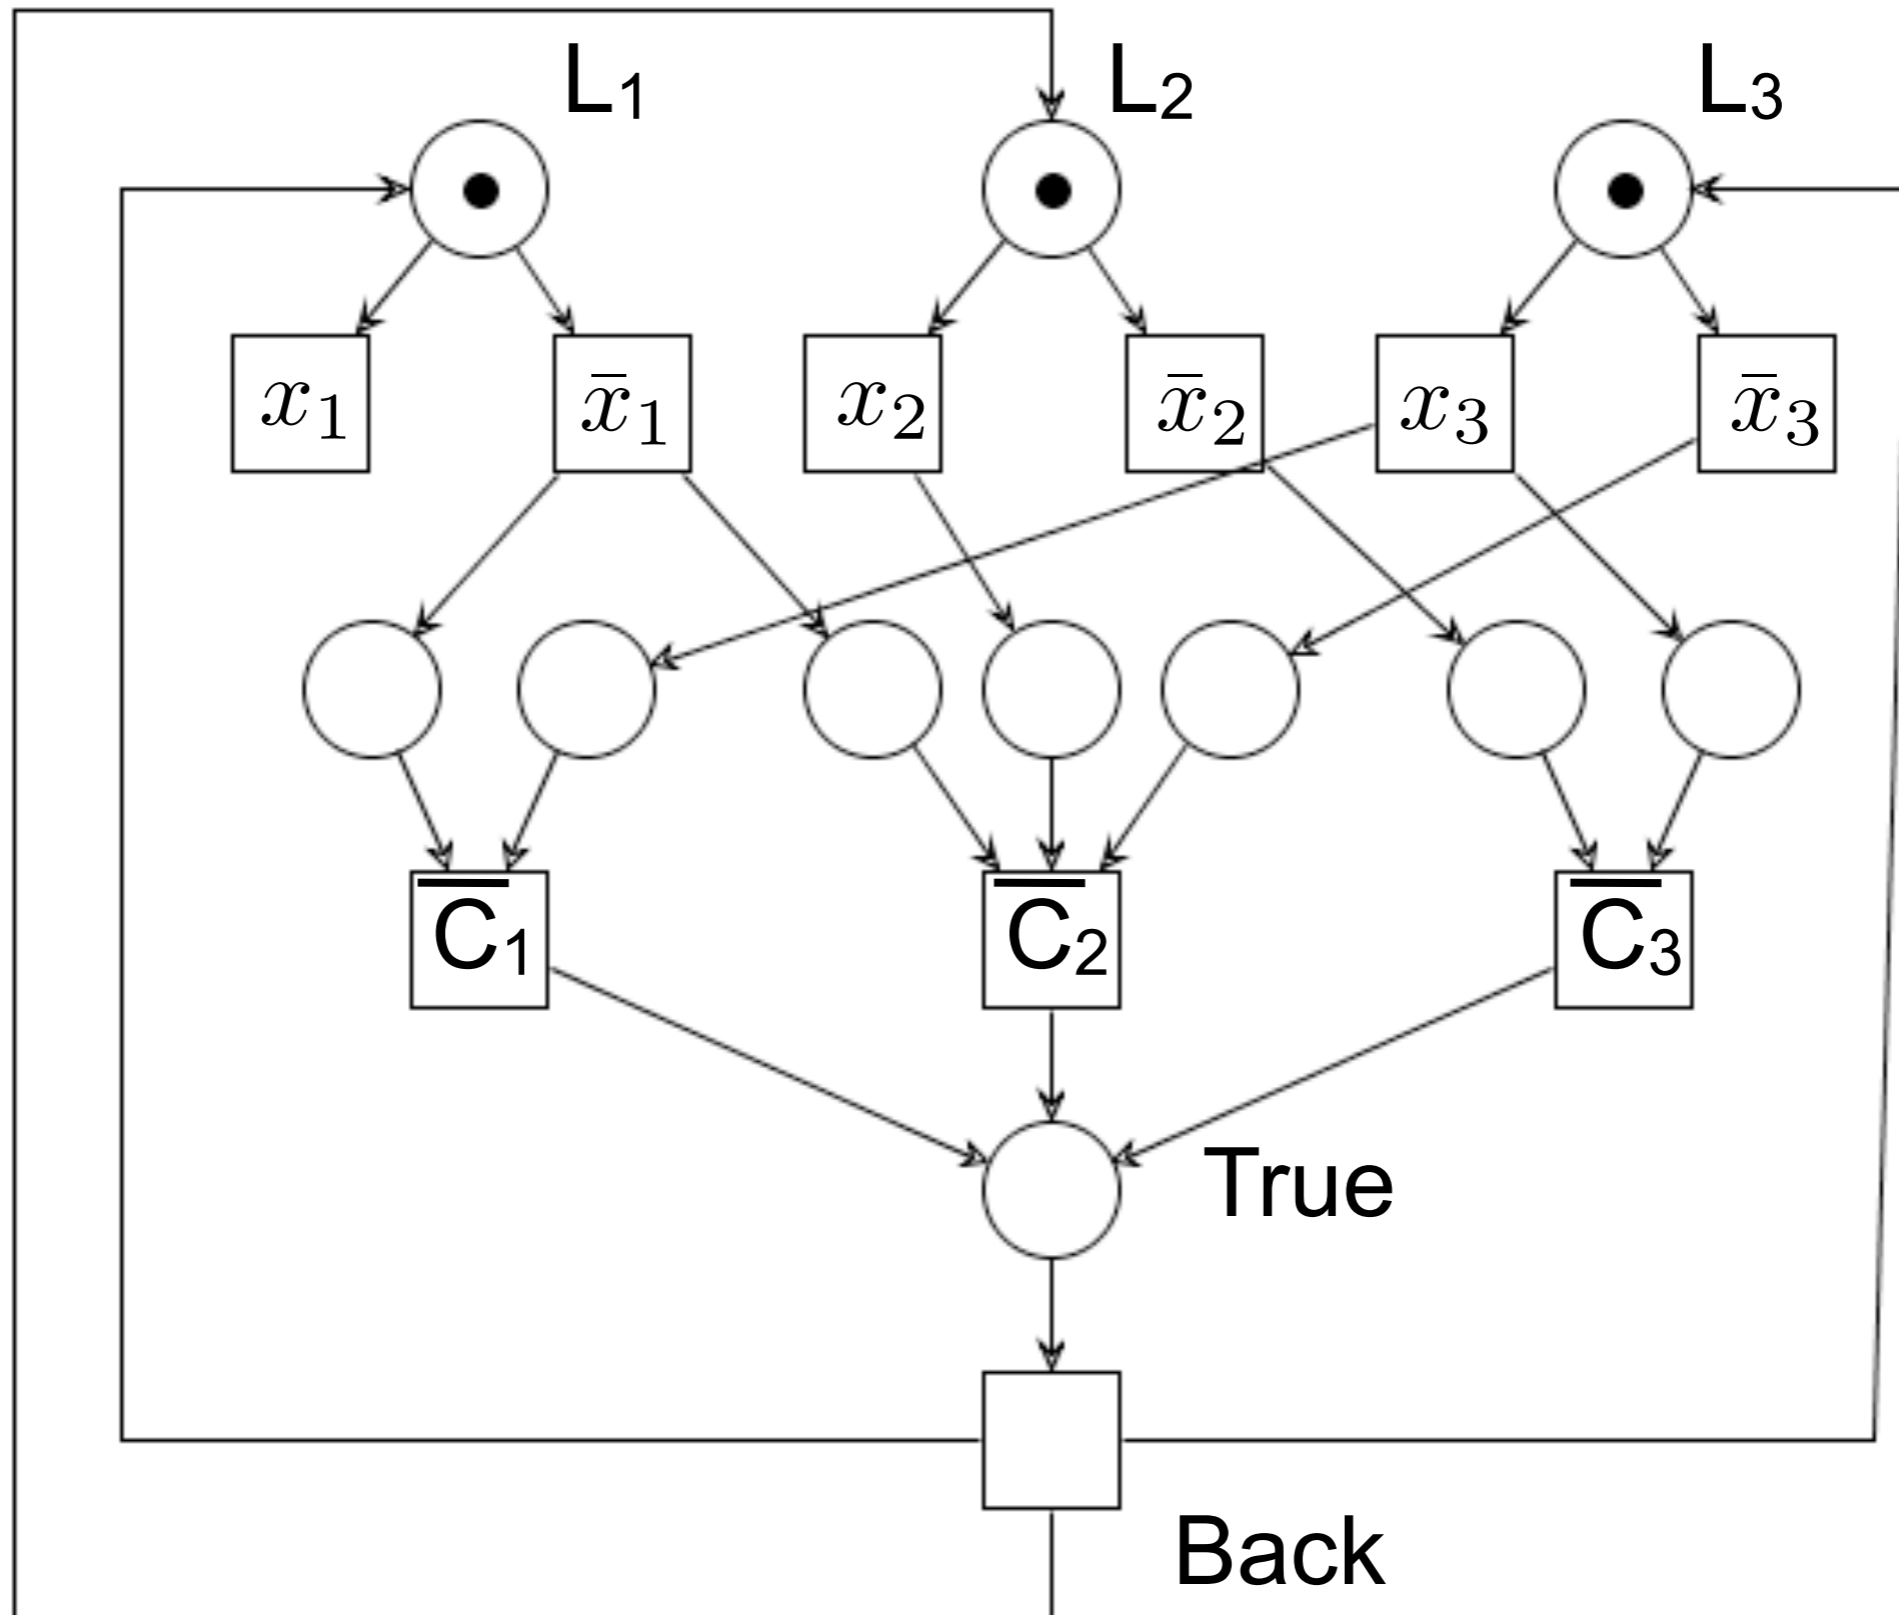 L₁ L₂ L₃
x₁ x̄₁ x₂ x̄₂ x₃ x̄₃
C̅₁ C̅₂ C̅₃
True
Back